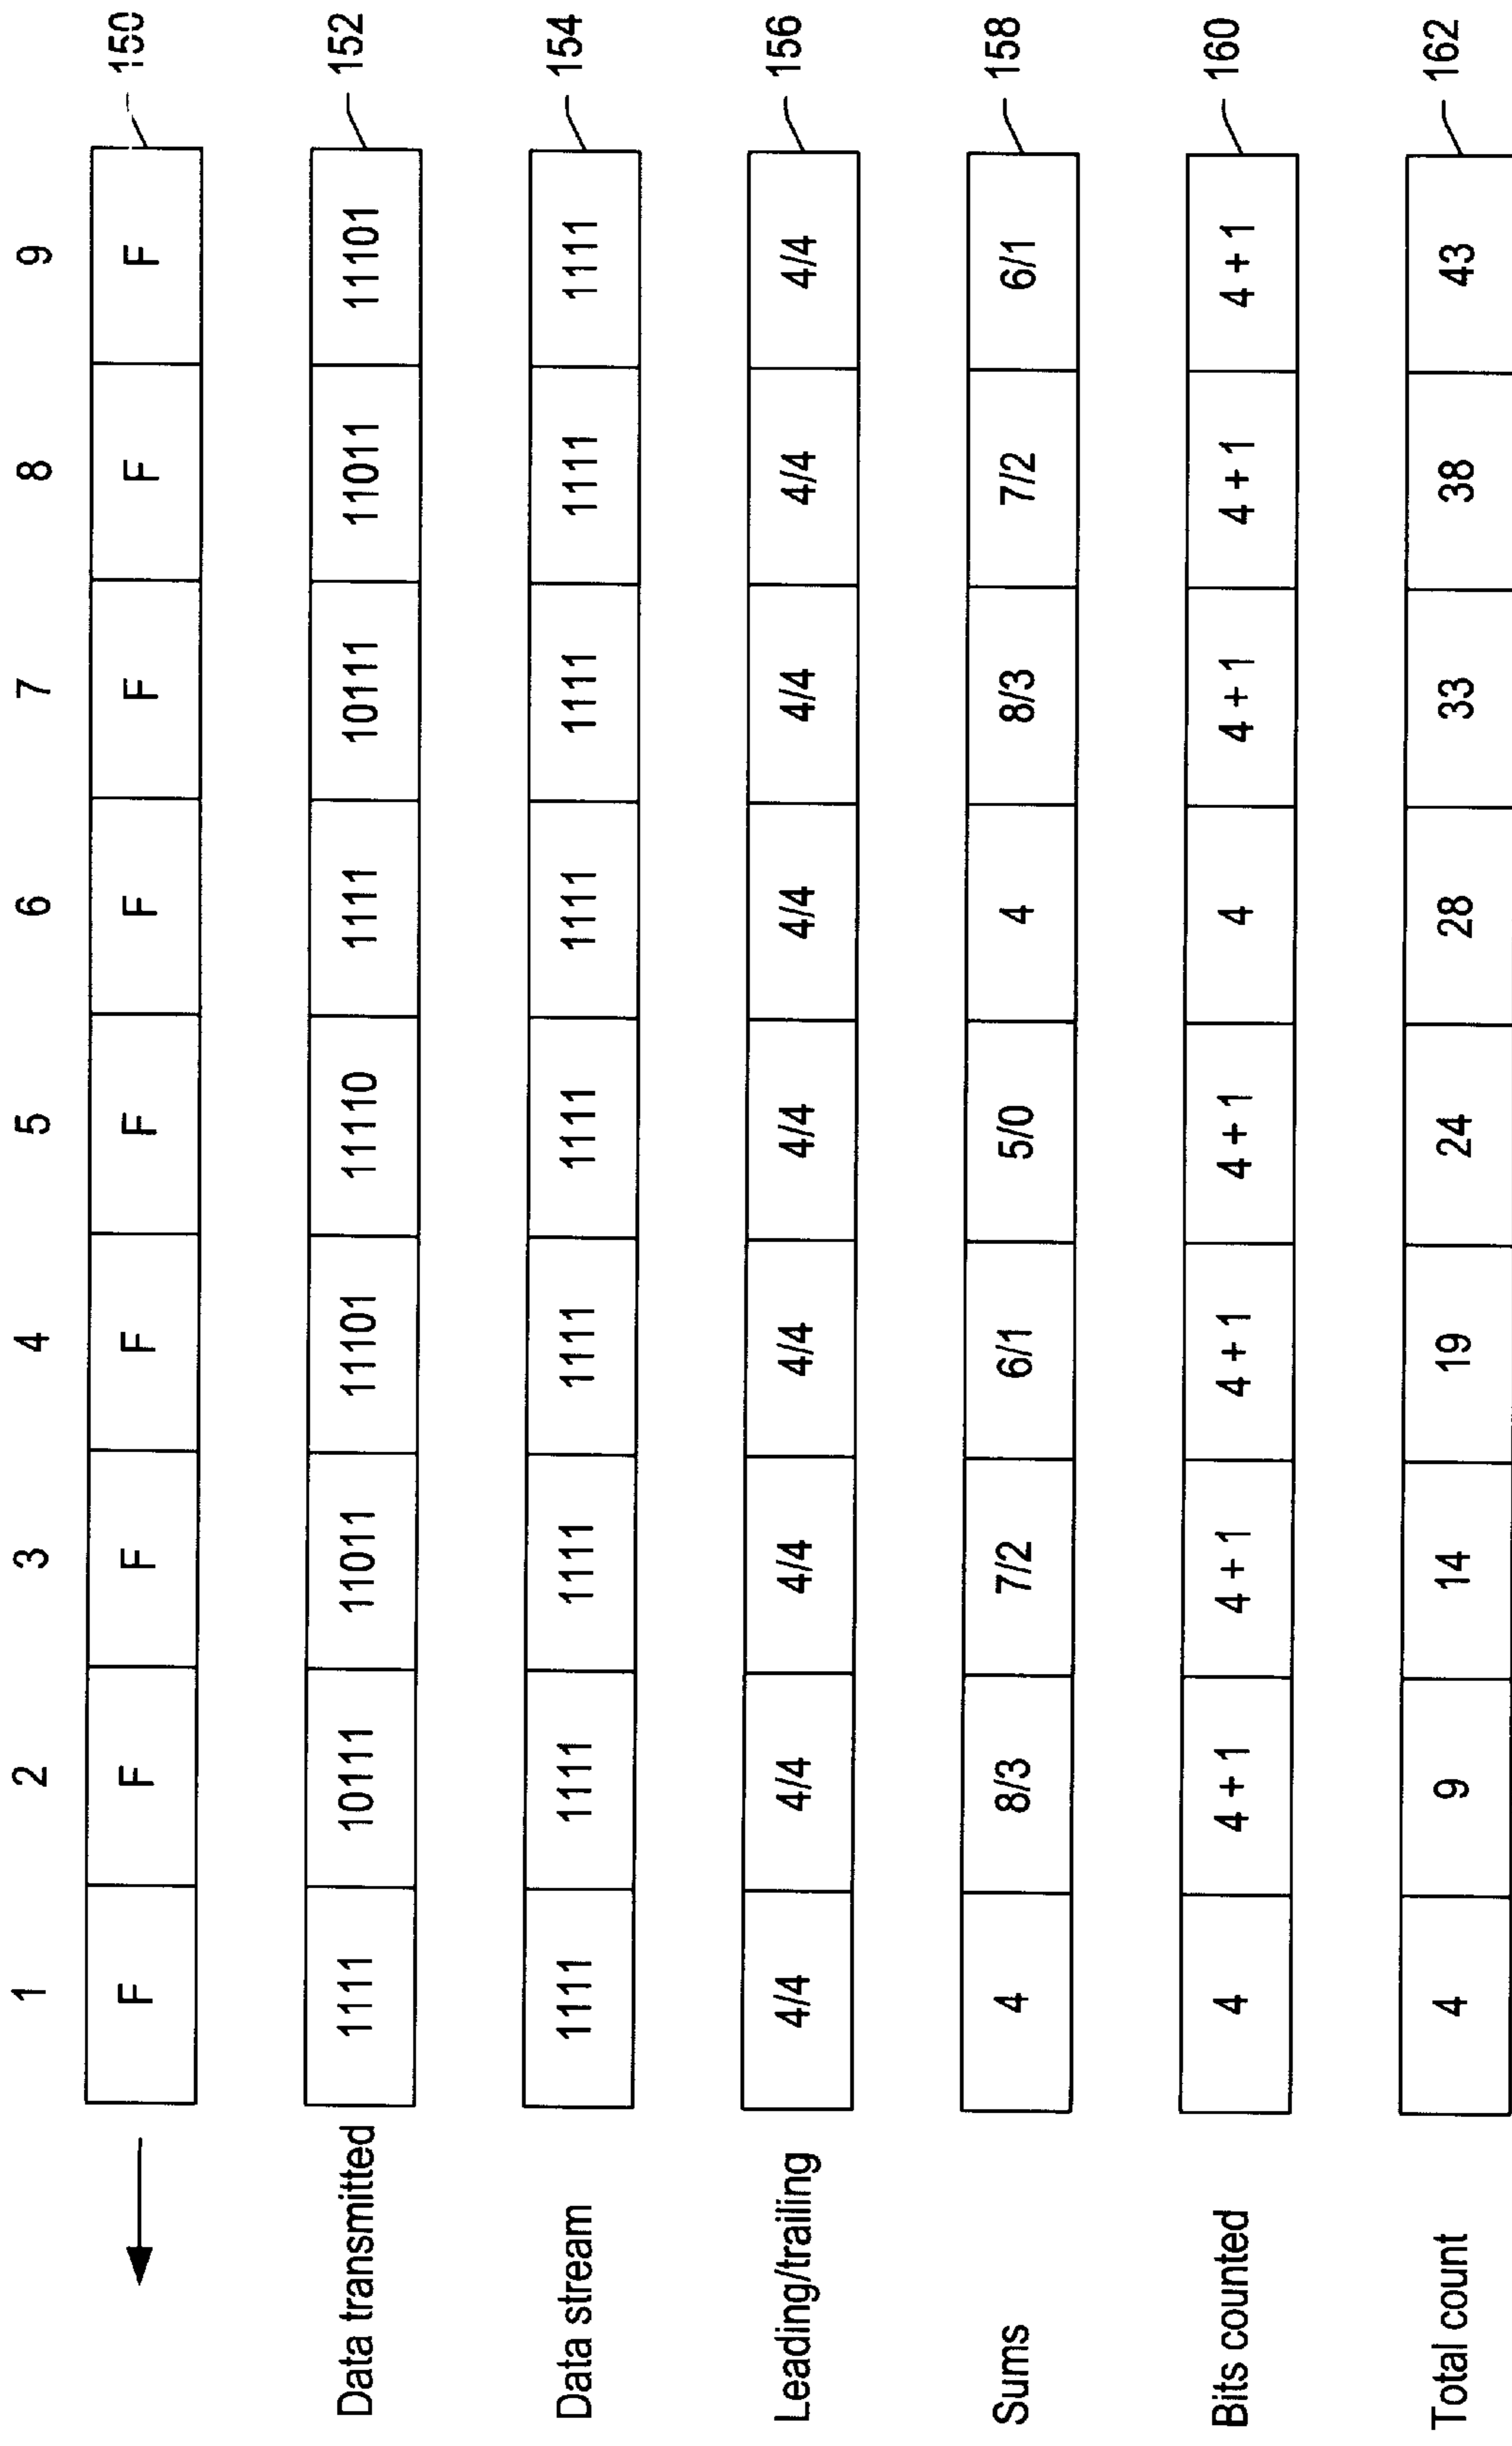 1 2 3 4 5 6 7 8 9
F F F F F F F F F 150
Data transmitted 1111 10111 11011 11101 11110 1111 10111 11011 11101 152
Data stream 1111 1111 1111 1111 1111 1111 1111 1111 1111 154
Leading/trailing 4/4 4/4 4/4 4/4 4/4 4/4 4/4 4/4 4/4 156
Sums 4 8/3 7/2 6/1 5/0 4 8/3 7/2 6/1 158
Bits counted 4 4 + 1 4 + 1 4 + 1 4 + 1 4 4 + 1 4 + 1 4 + 1 160
Total count 4 9 14 19 24 28 33 38 43 162